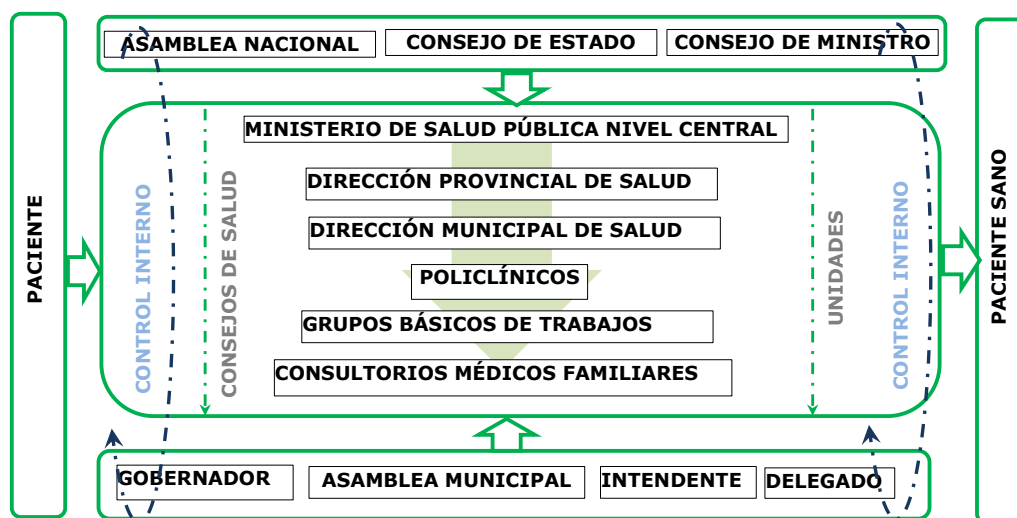 ASAMBLEA NACIONAL
CONSEJO DE ESTADO
CONSEJO DE MINISTRO
PACIENTE
CONTROL INTERNO
CONSEJOS DE SALUD
MINISTERIO DE SALUD PÚBLICA NIVEL CENTRAL
DIRECCIÓN PROVINCIAL DE SALUD
DIRECCIÓN MUNICIPAL DE SALUD
POLICLÍNICOS
GRUPOS BÁSICOS DE TRABAJOS
CONSULTORIOS MÉDICOS FAMILIARES
UNIDADES
CONTROL INTERNO
PACIENTE SANO
GOBERNADOR
ASAMBLEA MUNICIPAL
INTENDENTE
DELEGADO